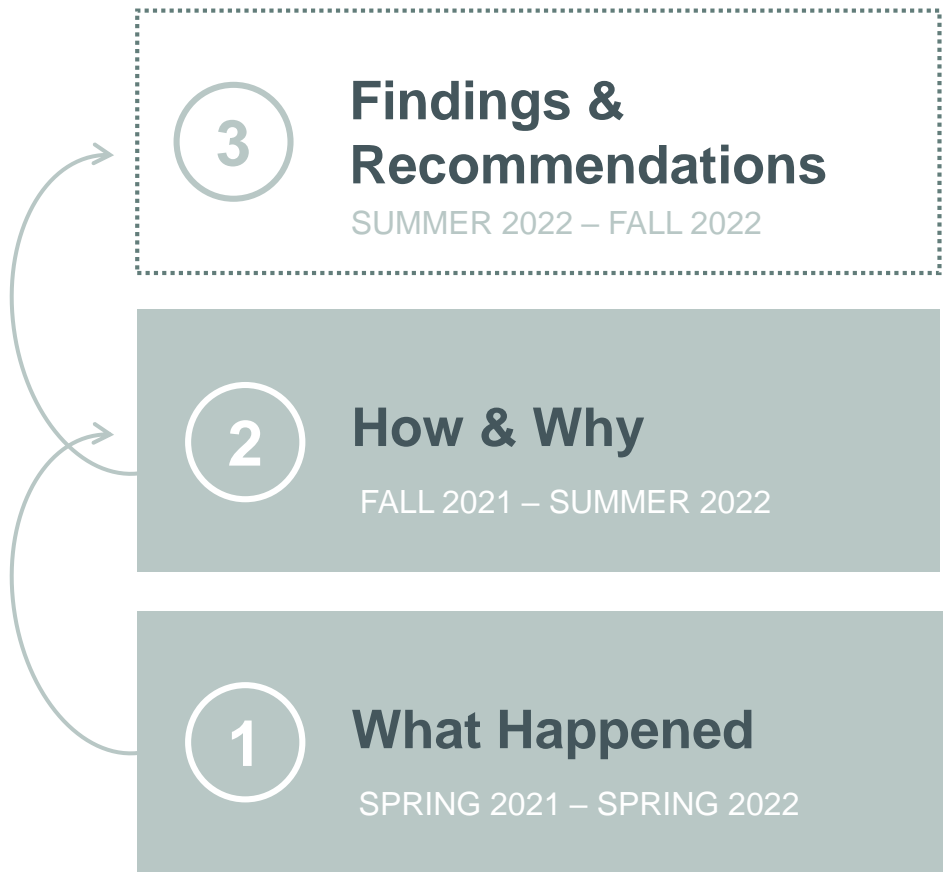 3
Findings &
Recommendations
SUMMER 2022 – FALL 2022
2
How & Why
FALL 2021 – SUMMER 2022
1
What Happened
SPRING 2021 – SPRING 2022